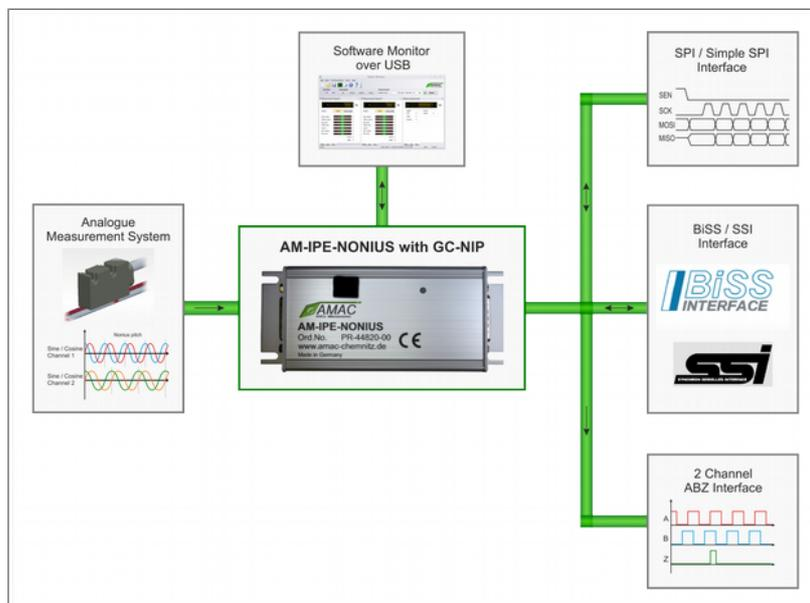 Software Monitor
over USB
SPI / Simple SPI
Interface
SEN
SCK
MOSI
MISO
Analogue
Measurement System
Nonius pitch
Sine / Cosine
Channel 1
Sine / Cosine
Channel 2
AM-IPE-NONIUS with GC-NIP
AMAC
AM-IPE-NONIUS
Ord.No. PR-44820-00
www.amac-chemnitz.de
Made in Germany
CE
BiSS / SSI
Interface
BiSS
INTERFACE
SSI
SYNCHRON SERIELLES INTERFACE
2 Channel
ABZ Interface
A
B
Z